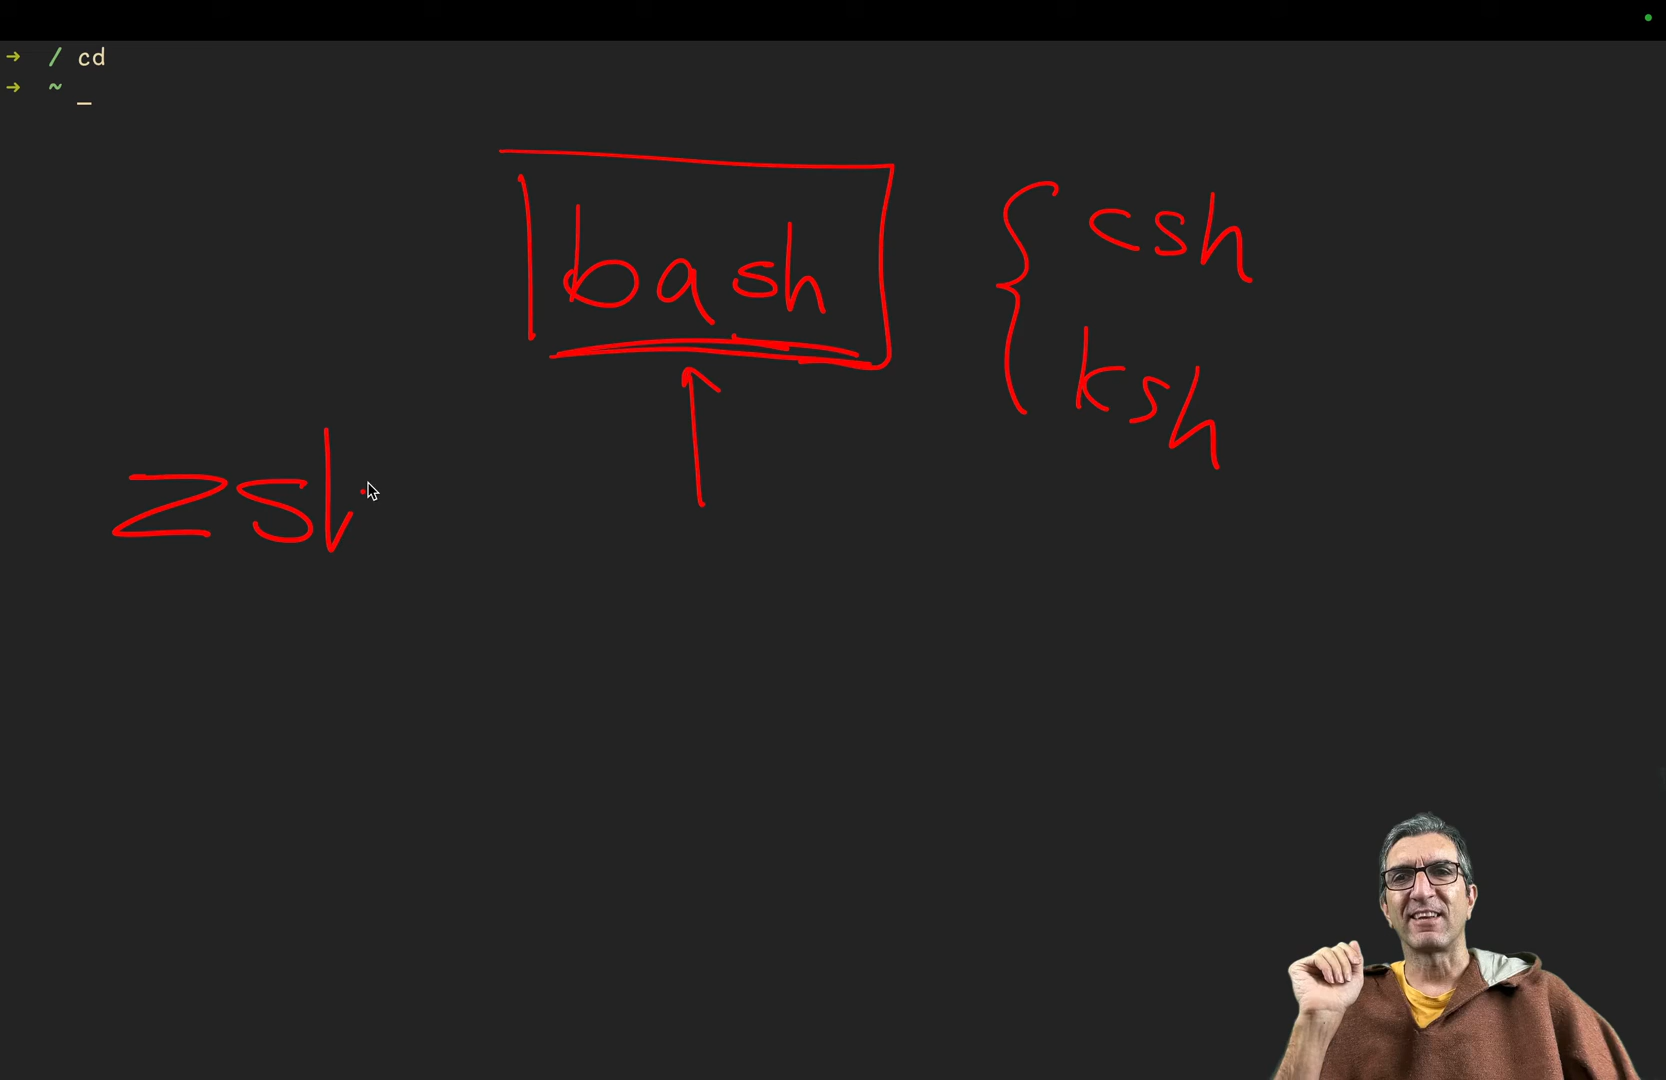 → / cd
→ ~ _
bash
csh
ksh
zsh